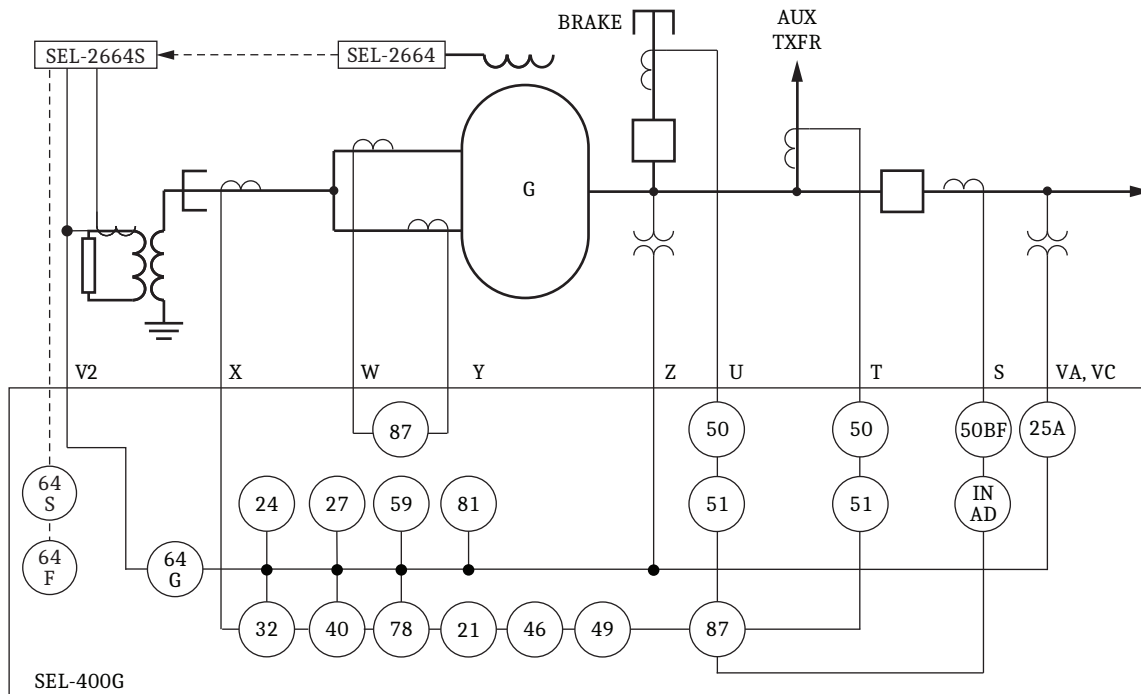 BRAKE
AUX
TXFR
SEL-2664S
SEL-2664
G
V2
X
W
Y
Z
U
T
S
VA, VC
87
50
50
50BF
25A
64
S
24
27
59
81
51
51
IN
AD
64
F
64
G
32
40
78
21
46
49
87
SEL-400G